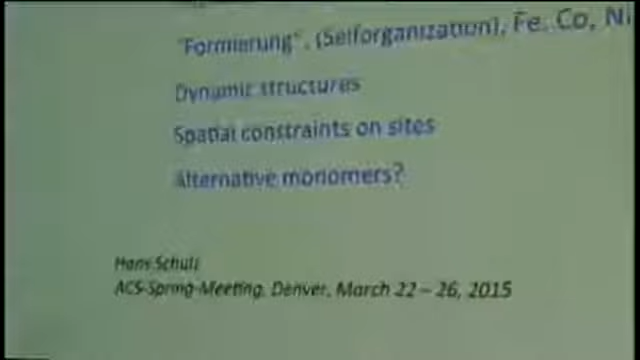 "Formierung", (Selforganization), Fe, Co, Ni
Dynamic structures
Spatial constraints on sites
Alternative monomers?
Hans Schulz
ACS-Spring-Meeting, Denver, March 22 – 26, 2015